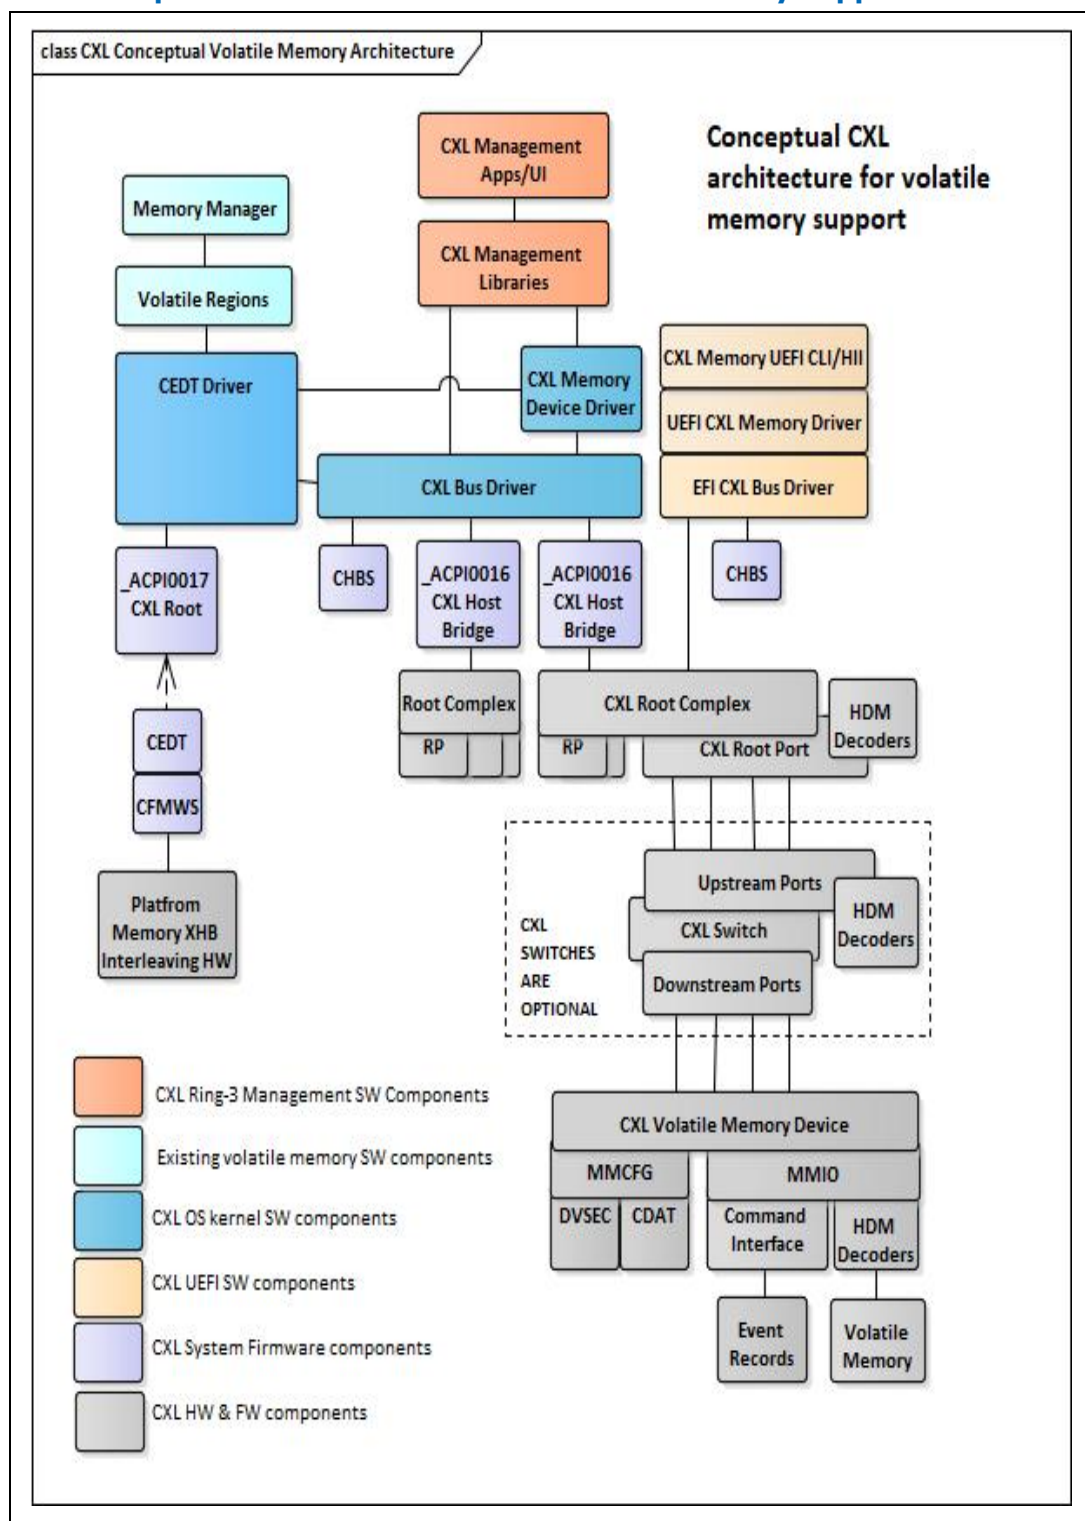 class CXL Conceptual Volatile Memory Architecture
Conceptual CXL
architecture for volatile
memory support
CXL Management
Apps/UI
CXL Management
Libraries
Memory Manager
Volatile Regions
CEDT Driver
CXL Memory
Device Driver
CXL Bus Driver
CXL Memory UEFI CLI/HII
UEFI CXL Memory Driver
EFI CXL Bus Driver
_ACPI0017
CXL Root
CHBS
_ACPI0016
CXL Host
Bridge
_ACPI0016
CXL Host
Bridge
CHBS
CEDT
CFMWS
Platfrom
Memory XHB
Interleaving HW
Root Complex
RP
CXL Root Complex
RP
CXL Root Port
HDM
Decoders
CXL
SWITCHES
ARE
OPTIONAL
Upstream Ports
CXL Switch
Downstream Ports
HDM
Decoders
CXL Volatile Memory Device
MMCFG
MMIO
DVSEC
CDAT
Command
Interface
HDM
Decoders
Event
Records
Volatile
Memory
CXL Ring-3 Management SW Components
Existing volatile memory SW components
CXL OS kernel SW components
CXL UEFI SW components
CXL System Firmware components
CXL HW & FW components